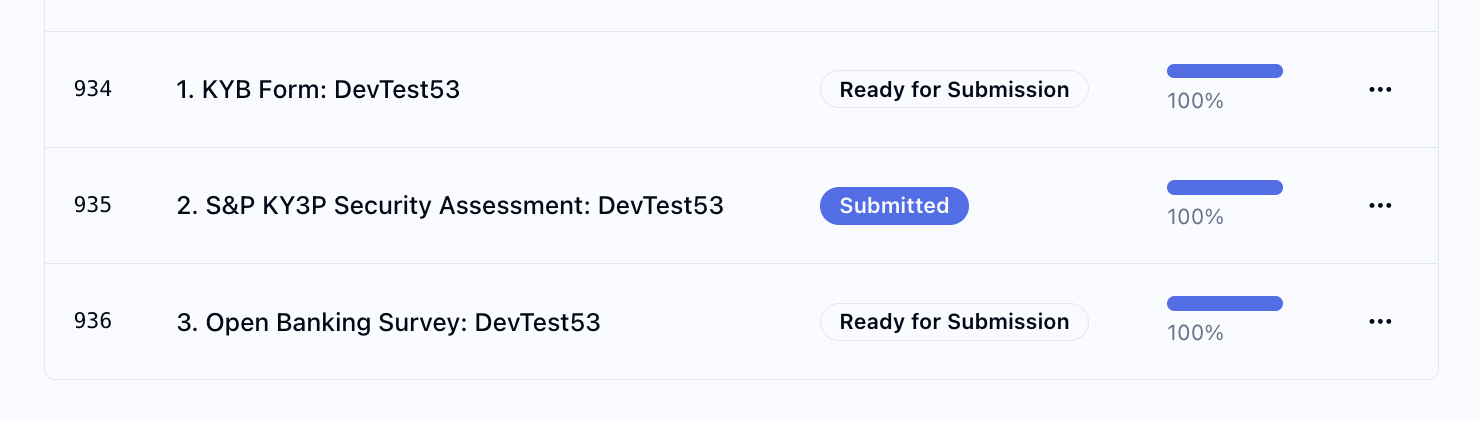 934 1. KYB Form: DevTest53 Ready for Submission 100%
935 2. S&P KY3P Security Assessment: DevTest53 Submitted 100%
936 3. Open Banking Survey: DevTest53 Ready for Submission 100%